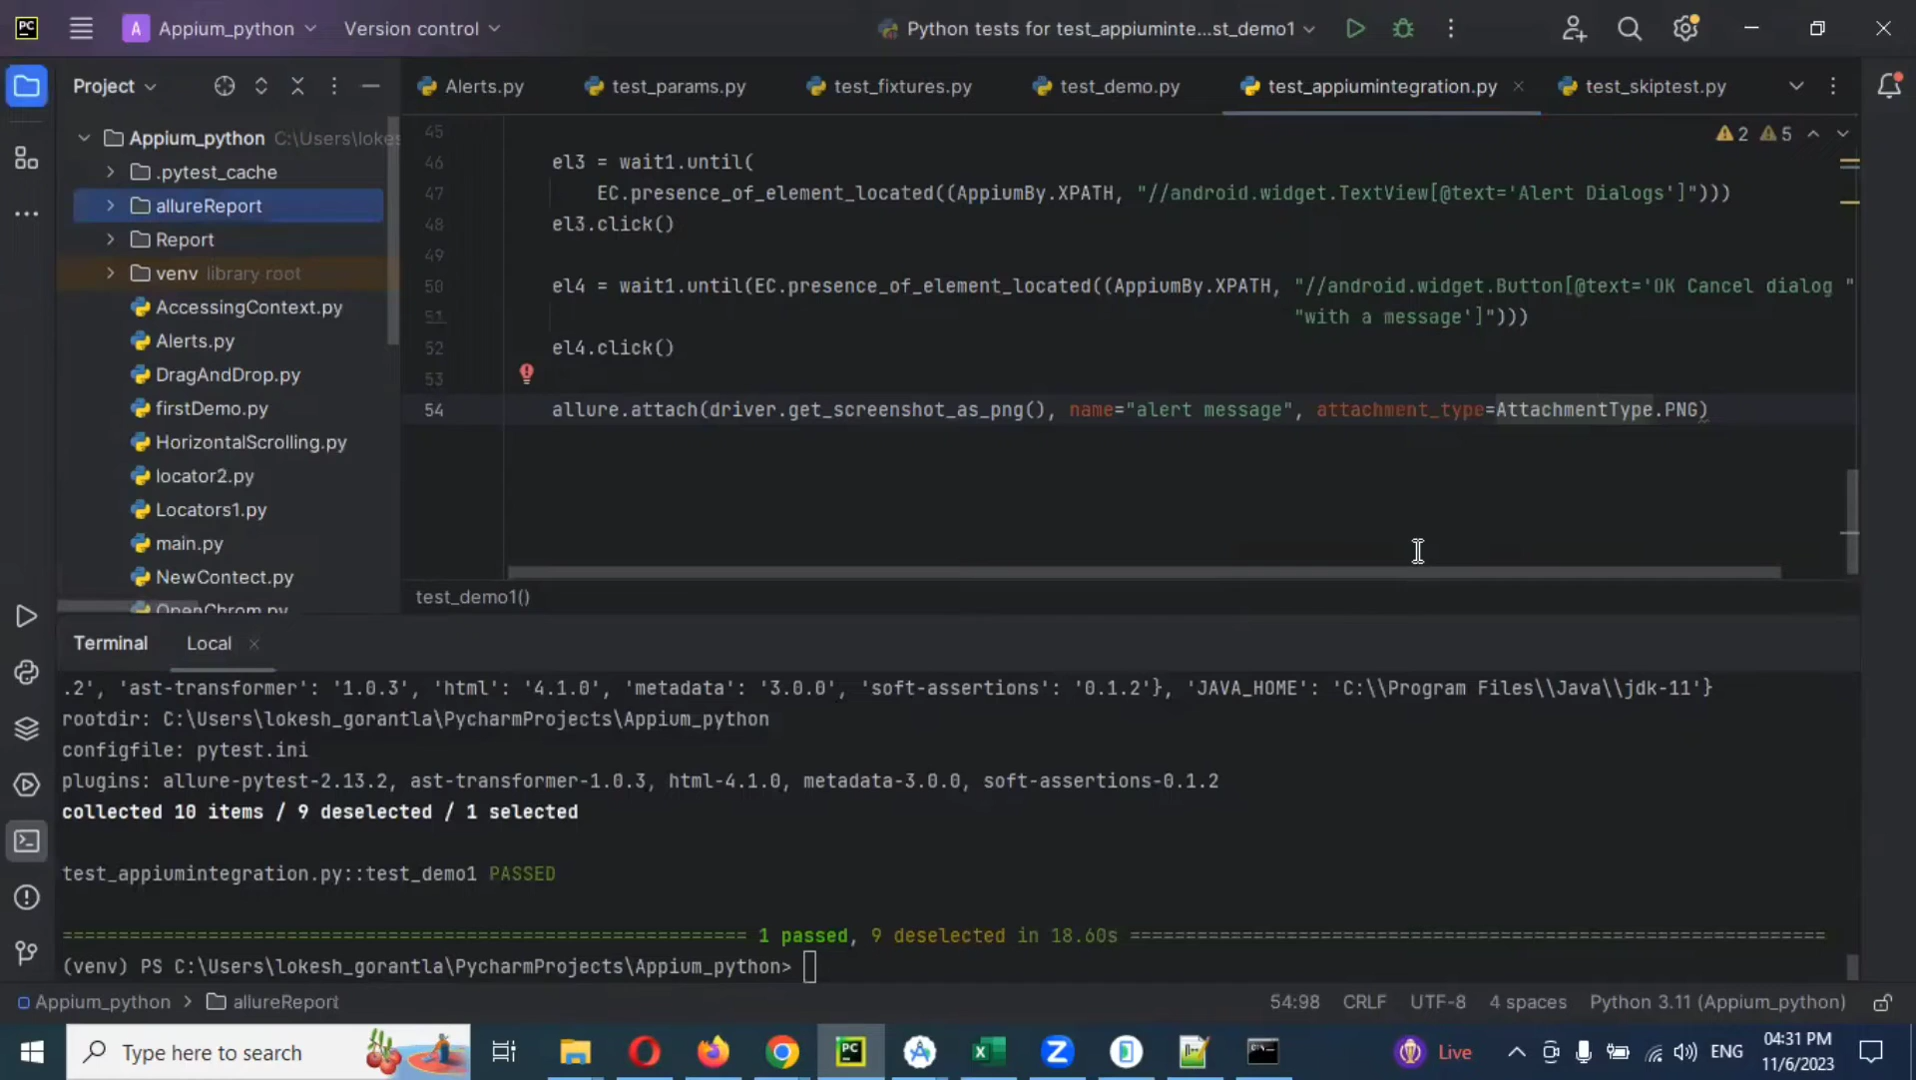 PC
A Appium_python
Version control
Python tests for test_appiuminte...st_demo1
Project
Alerts.py
test_params.py
test_fixtures.py
test_demo.py
test_appiumintegration.py
test_skiptest.py
Appium_python C:\Users\lokes
.pytest_cache
allureReport
Report
venv library root
AccessingContext.py
Alerts.py
DragAndDrop.py
firstDemo.py
HorizontalScrolling.py
locator2.py
Locators1.py
main.py
NewContect.py
OpenChrom.py
2 5
45
46 el3 = wait1.until(
47 EC.presence_of_element_located((AppiumBy.XPATH, "//android.widget.TextView[@text='Alert Dialogs']")))
48 el3.click()
49
50 el4 = wait1.until(EC.presence_of_element_located((AppiumBy.XPATH, "//android.widget.Button[@text='OK Cancel dialog "
51 "with a message']")))
52 el4.click()
53
54 allure.attach(driver.get_screenshot_as_png(), name="alert message", attachment_type=AttachmentType.PNG)
test_demo1()
Terminal Local
.2', 'ast-transformer': '1.0.3', 'html': '4.1.0', 'metadata': '3.0.0', 'soft-assertions': '0.1.2'}, 'JAVA_HOME': 'C:\\Program Files\\Java\\jdk-11'}
rootdir: C:\Users\lokesh_gorantla\PycharmProjects\Appium_python
configfile: pytest.ini
plugins: allure-pytest-2.13.2, ast-transformer-1.0.3, html-4.1.0, metadata-3.0.0, soft-assertions-0.1.2
collected 10 items / 9 deselected / 1 selected
test_appiumintegration.py::test_demo1 PASSED
1 passed, 9 deselected in 18.60s
(venv) PS C:\Users\lokesh_gorantla\PycharmProjects\Appium_python>
Appium_python > allureReport
54:98 CRLF UTF-8 4 spaces Python 3.11 (Appium_python)
Type here to search
PC
Live
ENG
04:31 PM
11/6/2023